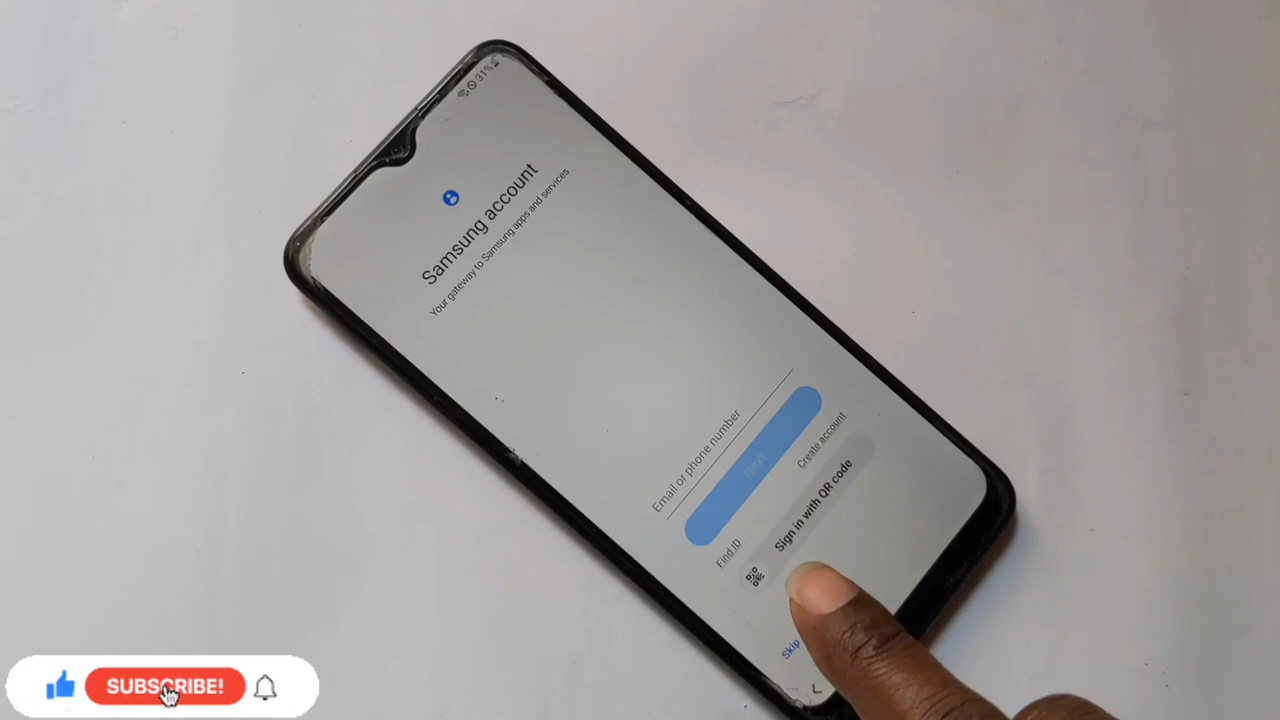 31%
Samsung account
Your gateway to Samsung apps and services
Email or phone number
Next
Find ID
Create account
Sign in with QR code
Skip
SUBSCRIBE!